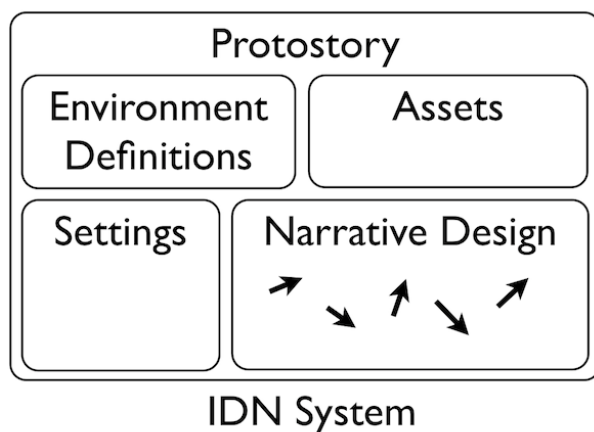 Protostory
Environment
Definitions
Assets
Settings
Narrative Design
IDN System